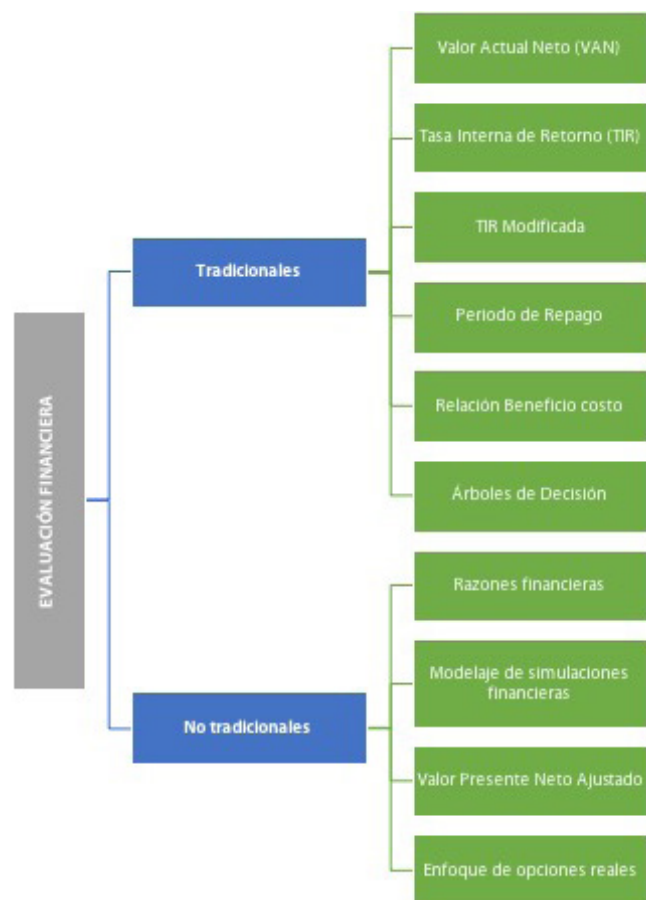 EVALUACIÓN FINANCIERA
Tradicionales
Valor Actual Neto (VAN)
Tasa Interna de Retorno (TIR)
TIR Modificada
Periodo de Repago
Relación Beneficio costo
Árboles de Decisión
No tradicionales
Razones financieras
Modelaje de simulaciones
financieras
Valor Presente Neto Ajustado
Enfoque de opciones reales